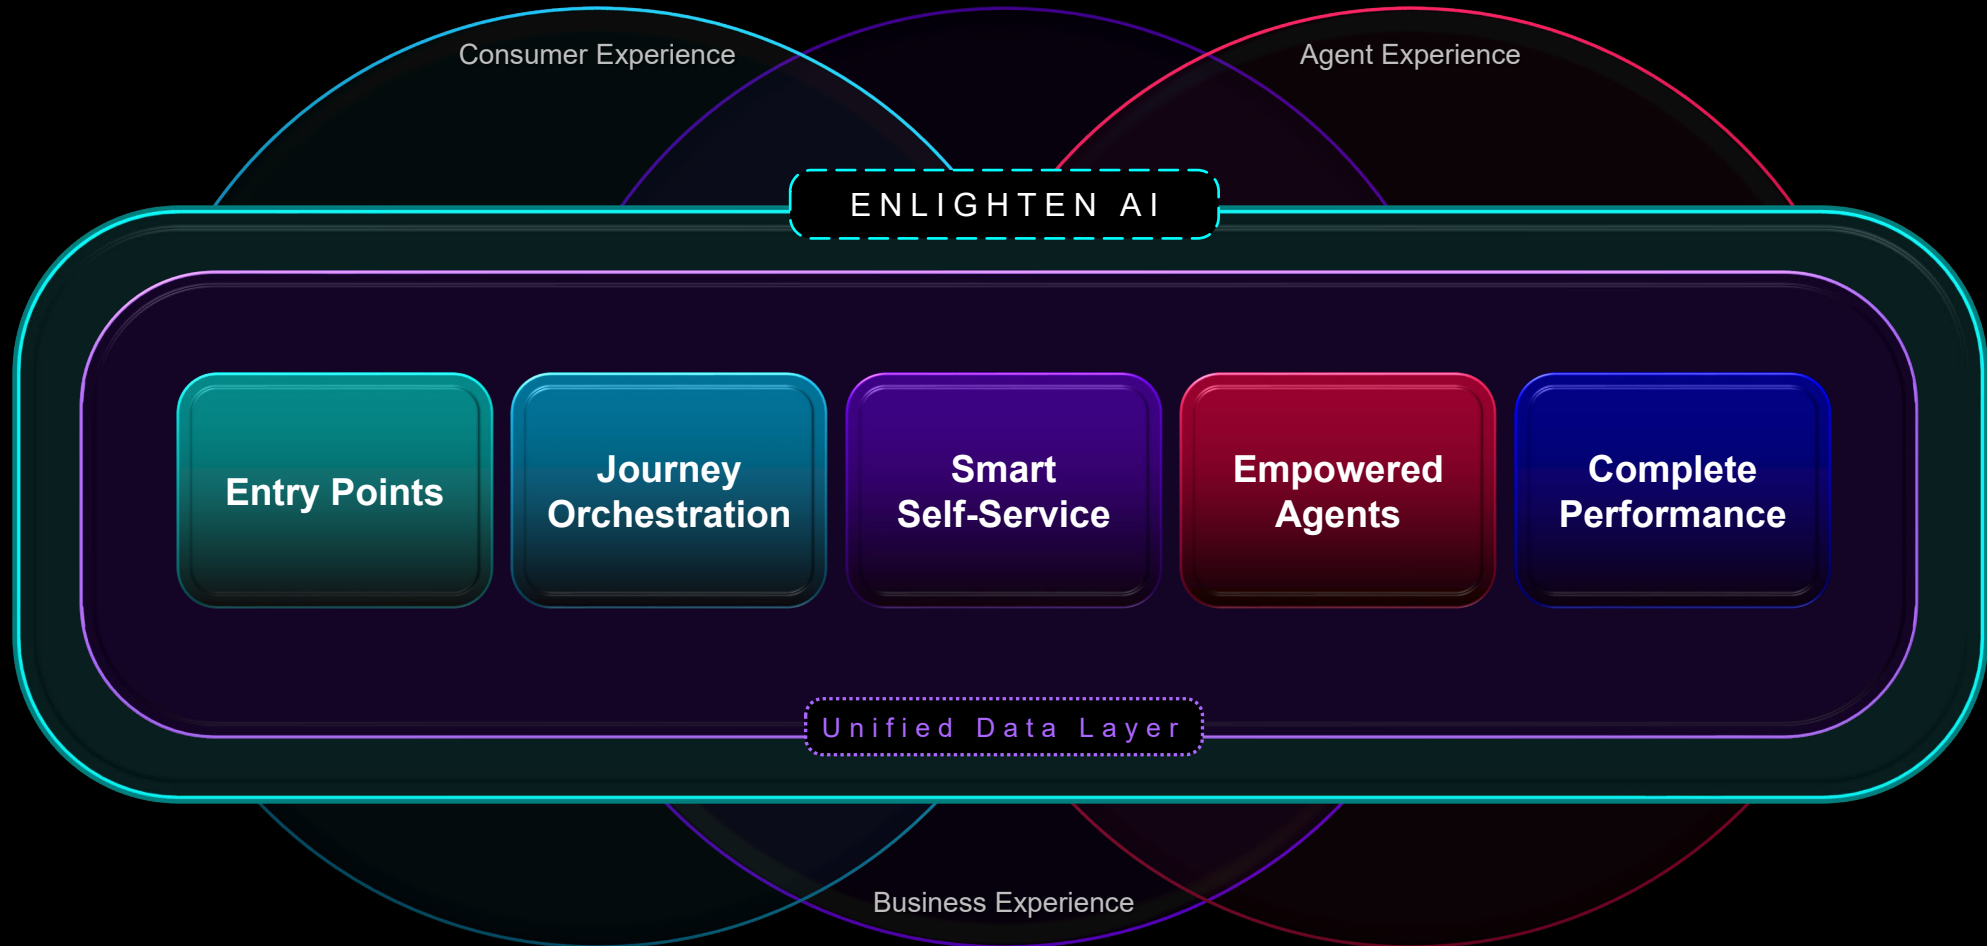 Consumer Experience
Agent Experience
ENLIGHTEN AI
Entry Points
Journey
Orchestration
Smart
Self-Service
Empowered
Agents
Complete
Performance
Unified Data Layer
Business Experience